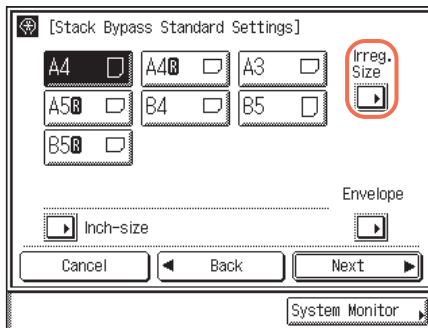 [Stack Bypass Standard Settings]
A4
A4R
A3
Irreg.
Size
A5R
B4
B5
B5R
Envelope
Inch-size
Cancel
Back
Next
System Monitor